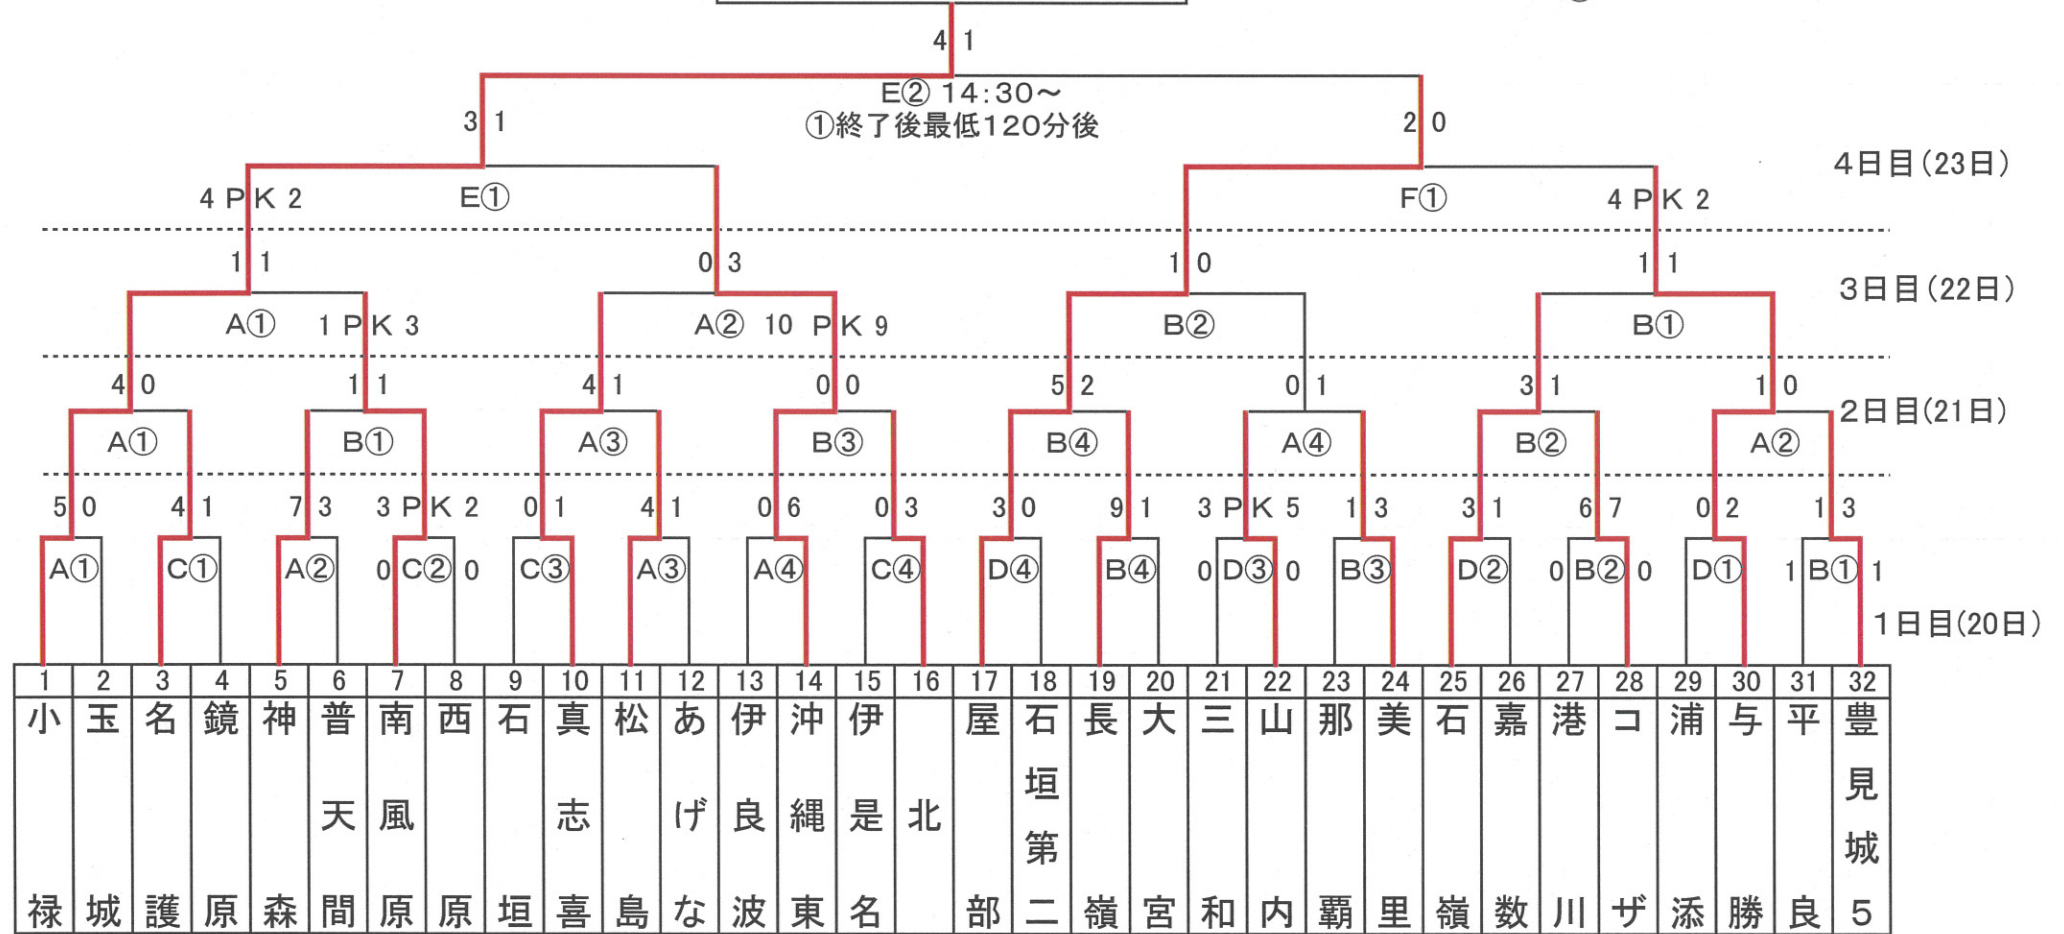 4 1
E② 14:30～
①終了後最低120分後
3 1
2 0
4日目(23日)
4 PK 2
E①
F①
4 PK 2
1 1
0 3
1 0
1 1
3日目(22日)
A①
1 PK 3
A②
10 PK 9
B②
B①
4 0
1 1
4 1
0 0
5 2
0 1
3 1
1 0
2日目(21日)
A①
B①
A③
B③
B④
A④
B②
A②
5 0
4 1
7 3
3 PK 2
0 1
4 1
0 6
0 3
3 0
9 1
3 PK 5
1 3
3 1
6 7
0 2
1 3
A①
C①
A②
0 C② 0
C③
A③
A④
C④
D④
B④
0 D③ 0
B③
D②
0 B② 0
D①
1 B① 1
1日目(20日)
1 小禄
2 玉城
3 名護
4 鏡原
5 神森
6 普天間
7 南風原
8 西原
9 石垣
10 真志喜
11 松島
12 あげな
13 伊良波
14 沖縄東
15 伊是名
16 北
17 屋部
18 石垣第二
19 長嶺
20 大宮
21 三和
22 山内
23 那覇
24 美里
25 石嶺
26 嘉数
27 港川
28 コザ
29 浦添
30 与勝
31 平良
32 豊見城5